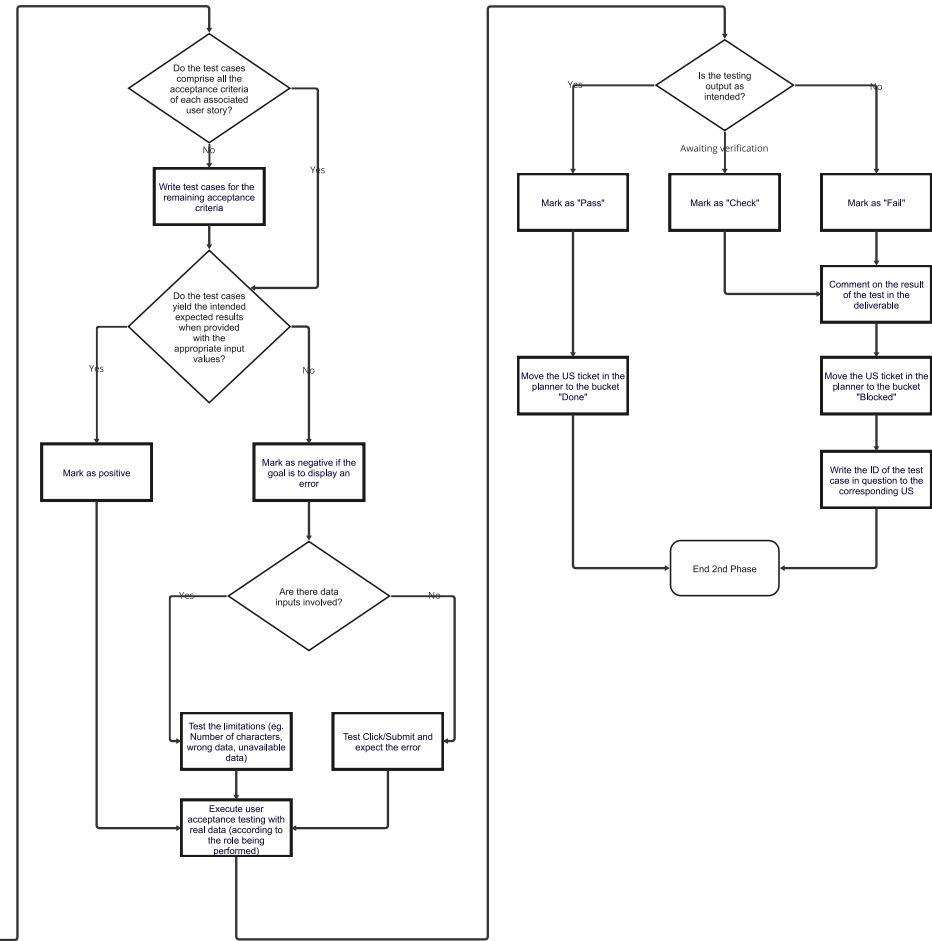 Do the test cases
comprise all the
acceptance criteria
of each associated
user story?
No
Yes
Write test cases for the
remaining acceptance
criteria
Do the test cases
yield the intended
expected results
when provided
with the
appropriate input
values?
Yes
No
Mark as positive
Mark as negative if the
goal is to display an
error
Are there data
inputs involved?
Yes
No
Test the limitations (eg.
Number of characters,
wrong data, unavailable
data)
Test Click/Submit and
expect the error
Execute user
acceptance testing with
real data (according to
the role being
performed)
Is the testing
output as
intended?
Yes
No
Awaiting verification
Mark as "Pass"
Mark as "Check"
Mark as "Fail"
Comment on the result
of the test in the
deliverable
Move the US ticket in the
planner to the bucket
"Done"
Move the US ticket in the
planner to the bucket
"Blocked"
Write the ID of the test
case in question to the
corresponding US
End 2nd Phase